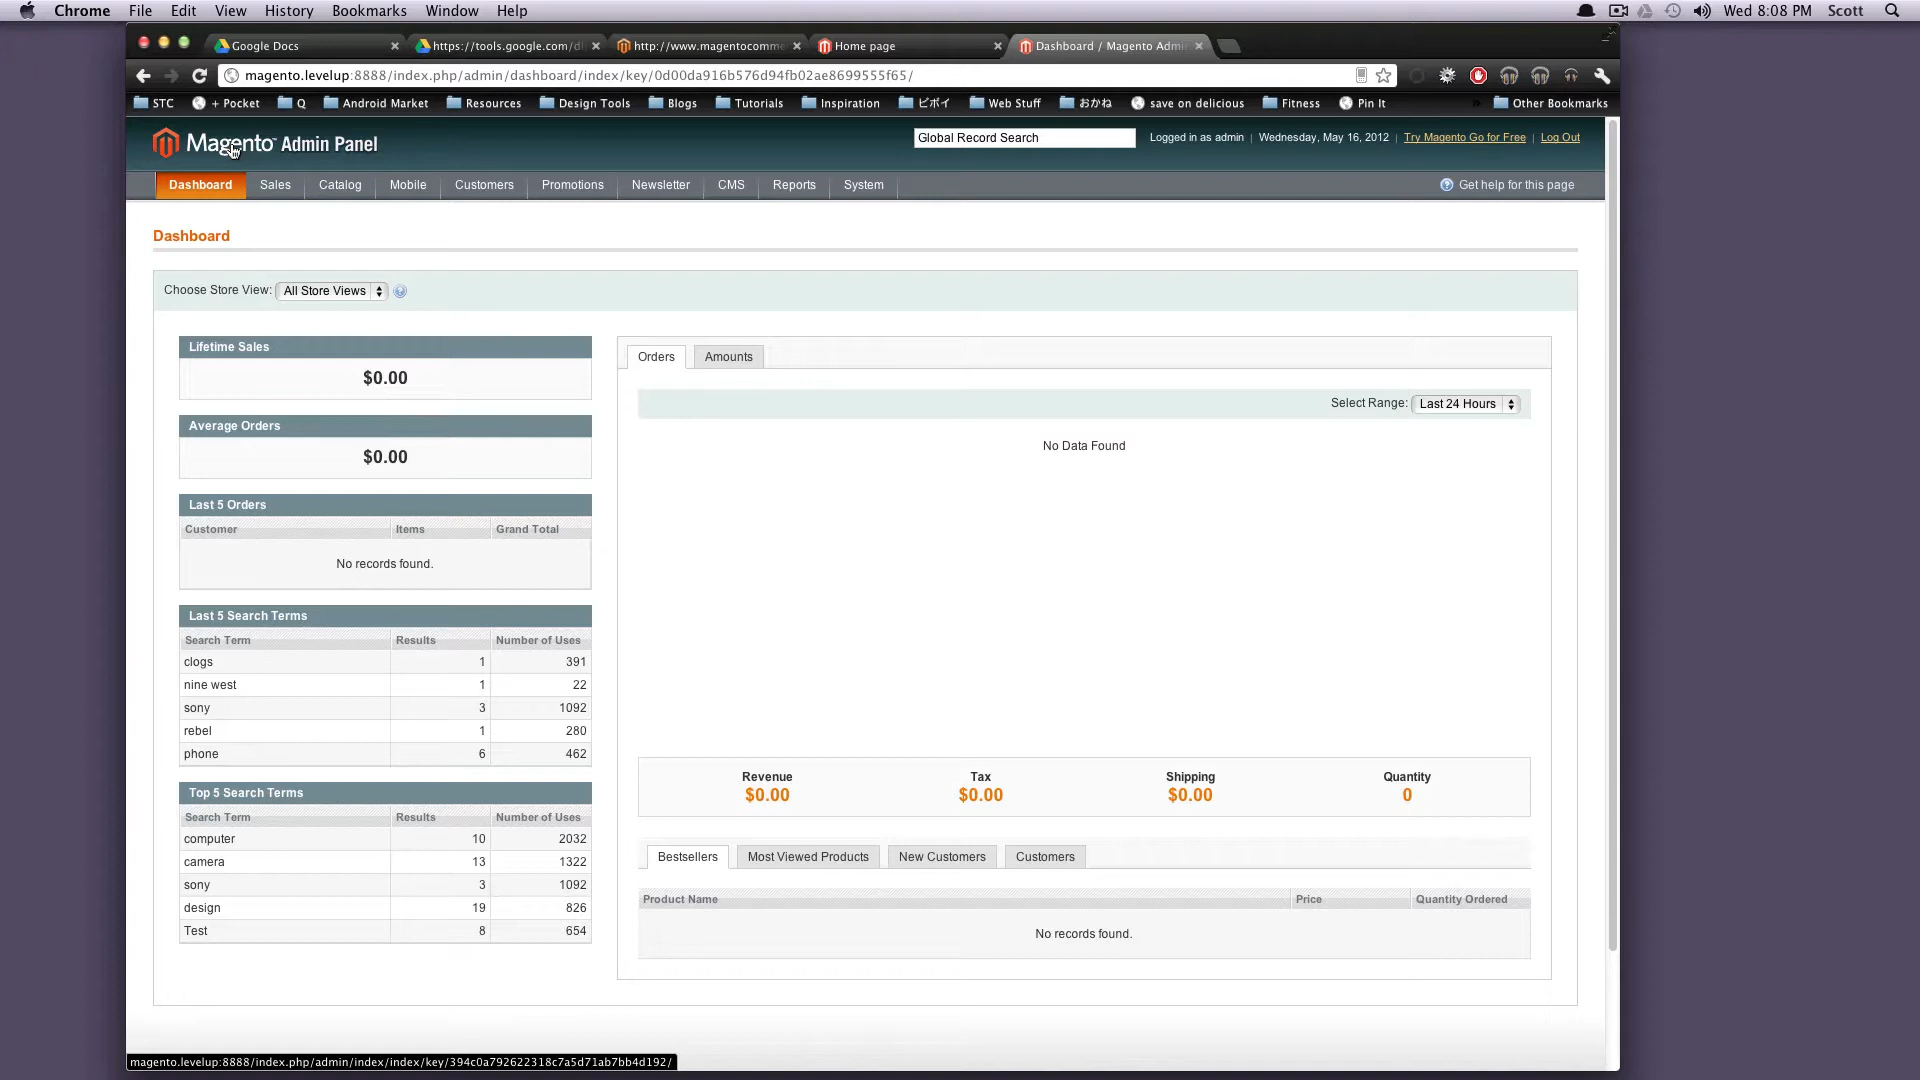 Chrome File Edit View History Bookmarks Window Help Wed 8:08 PM Scott
Google Docs https://tools.google.com/dl http://www.magentocomme Home page Dashboard / Magento Admin
magento.levelup:8888/index.php/admin/dashboard/index/key/0d00da916b576d94fb02ae8699555f65/
STC + Pocket Q Android Market Resources Design Tools Blogs Tutorials Inspiration ビボイ Web Stuff おかね save on delicious Fitness Pin It » Other Bookmarks
Magento™ Admin Panel
Global Record Search Logged in as admin | Wednesday, May 16, 2012 | Try Magento Go for Free | Log Out
Dashboard Sales Catalog Mobile Customers Promotions Newsletter CMS Reports System Get help for this page
Dashboard
Choose Store View: All Store Views
Lifetime Sales
$0.00
Average Orders
$0.00
Last 5 Orders
Customer Items Grand Total
No records found.
Last 5 Search Terms
Search Term Results Number of Uses
clogs 1 391
nine west 1 22
sony 3 1092
rebel 1 280
phone 6 462
Top 5 Search Terms
Search Term Results Number of Uses
computer 10 2032
camera 13 1322
sony 3 1092
design 19 826
Test 8 654
Orders Amounts
Select Range: Last 24 Hours
No Data Found
Revenue Tax Shipping Quantity
$0.00 $0.00 $0.00 0
Bestsellers Most Viewed Products New Customers Customers
Product Name Price Quantity Ordered
No records found.
magento.levelup:8888/index.php/admin/index/index/key/394c0a792622318c7a5d71ab7bb4d192/